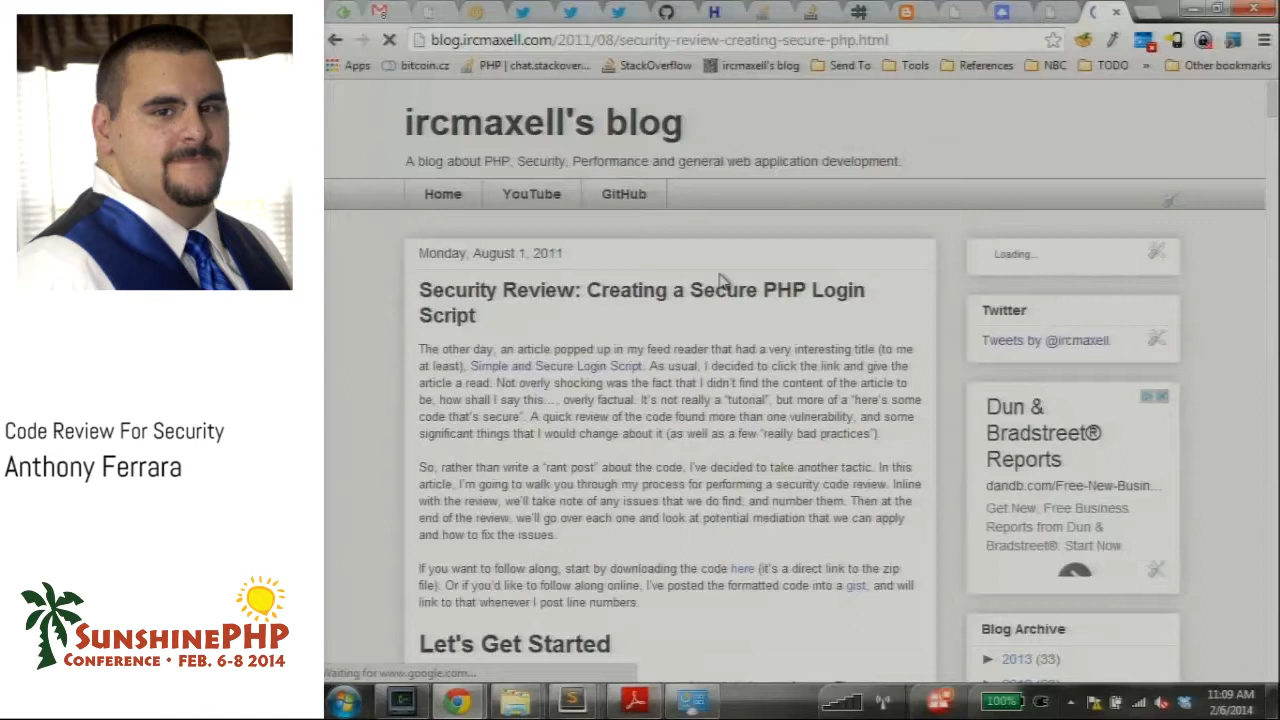 blog.ircmaxell.com/2011/08/security-review-creating-secure-php.html
Apps
bitcoin.cz
PHP | chat.stackover...
StackOverflow
ircmaxell's blog
Send To
Tools
References
NBC
TODO
»
Other bookmarks
ircmaxell's blog
A blog about PHP, Security, Performance and general web application development.
Home
YouTube
GitHub
Monday, August 1, 2011
Security Review: Creating a Secure PHP Login
Script
The other day, an article popped up in my feed reader that had a very interesting title (to me
at least), Simple and Secure Login Script. As usual, I decided to click the link and give the
article a read. Not overly shocking was the fact that I didn't find the content of the article to
be, how shall I say this.... overly factual. It's not really a "tutorial", but more of a "here's some
code that's secure". A quick review of the code found more than one vulnerability, and some
significant things that I would change about it (as well as a few "really bad practices").
So, rather than write a "rant post" about the code, I've decided to take another tactic. In this
article, I'm going to walk you through my process for performing a security code review. Inline
with the review, we'll take note of any issues that we do find, and number them. Then at the
end of the review, we'll go over each one and look at potential mediation that we can apply
and how to fix the issues.
If you want to follow along, start by downloading the code here (it's a direct link to the zip
file). Or if you'd like to follow along online, I've posted the formatted code into a gist, and will
link to that whenever I post line numbers.
Let's Get Started
Loading...
Twitter
Tweets by @ircmaxell
Dun &
Bradstreet®
Reports
dandb.com/Free-New-Busin...
Get New, Free Business
Reports from Dun &
Bradstreet®. Start Now.
Blog Archive
► 2013 (33)
Waiting for www.google.com...
100%
11:09 AM
2/6/2014
Code Review For Security
Anthony Ferrara
SUNSHINEPHP
CONFERENCE • FEB. 6-8 2014